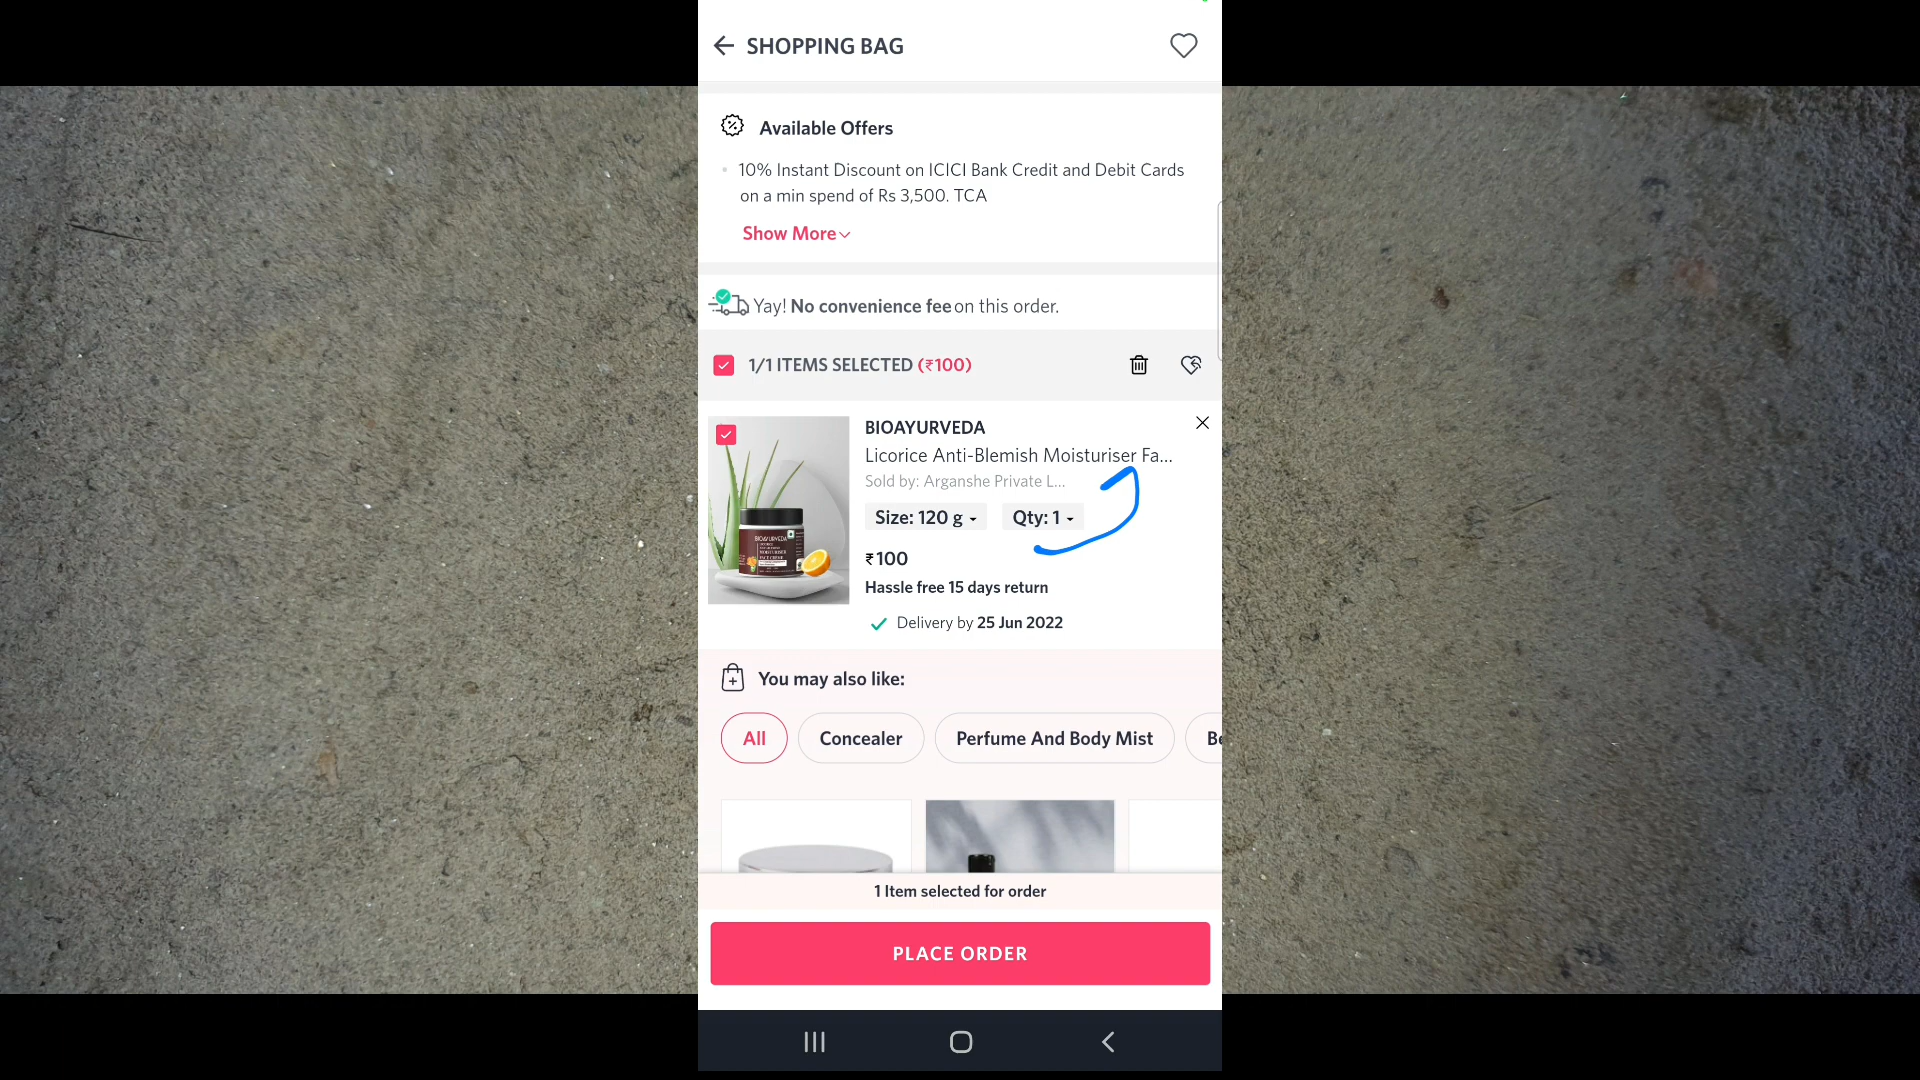 SHOPPING BAG
Available Offers
10% Instant Discount on ICICI Bank Credit and Debit Cards
on a min spend of Rs 3,500. TCA
Show More
Yay! No convenience fee on this order.
1/1 ITEMS SELECTED (₹100)
BIOAYURVEDA
Licorice Anti-Blemish Moisturiser Fa...
Sold by: Arganshe Private L...
Size: 120 g Qty: 1
₹100
Hassle free 15 days return
Delivery by 25 Jun 2022
BIOAYURVEDA
You may also like:
All Concealer Perfume And Body Mist Be
1 Item selected for order
PLACE ORDER